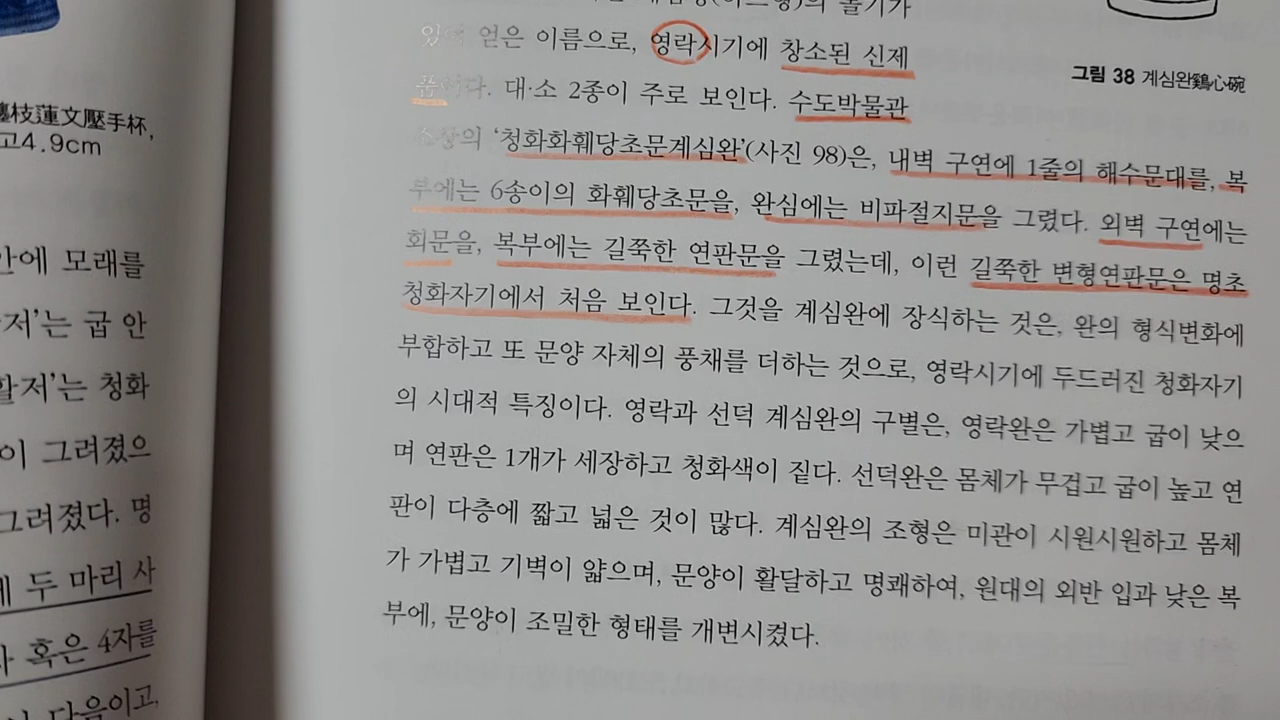 纏枝蓮文壓手杯,
고4.9cm
안에 모래를
저’는 굽 안
할저’는 청화
이 그려졌으
그려졌다. 명
두 마리 사
혹은 4자를
다음이고,
돌기가
있어 얻은 이름으로, 영락시기에 창소된 신제
품이다. 대·소 2종이 주로 보인다. 수도박물관
소장의 ‘청화화훼당초문계심완’(사진 98)은, 내벽 구연에 1줄의 해수문대를, 복
부에는 6송이의 화훼당초문을, 완심에는 비파절지문을 그렸다. 외벽 구연에는
회문을, 복부에는 길쭉한 연판문을 그렸는데, 이런 길쭉한 변형연판문은 명초
청화자기에서 처음 보인다. 그것을 계심완에 장식하는 것은, 완의 형식변화에
부합하고 또 문양 자체의 풍채를 더하는 것으로, 영락시기에 두드러진 청화자기
의 시대적 특징이다. 영락과 선덕 계심완의 구별은, 영락완은 가볍고 굽이 낮으
며 연판은 1개가 세장하고 청화색이 짙다. 선덕완은 몸체가 무겁고 굽이 높고 연
판이 다층에 짧고 넓은 것이 많다. 계심완의 조형은 미관이 시원시원하고 몸체
가 가볍고 기벽이 얇으며, 문양이 활달하고 명쾌하여, 원대의 외반 입과 낮은 복
부에, 문양이 조밀한 형태를 개변시켰다.
그림 38 계심완鷄心碗